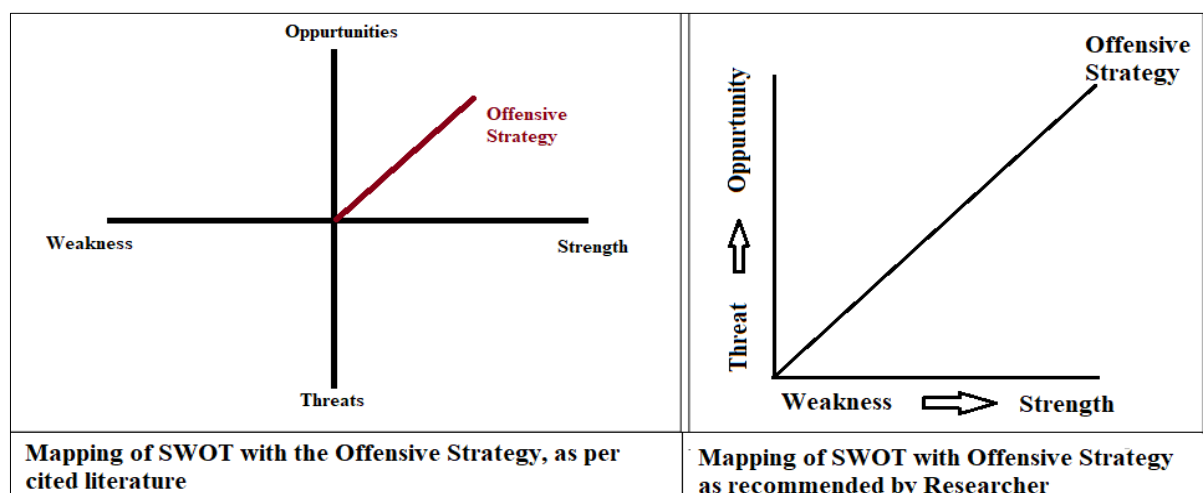 Oppurtunities
Offensive
Strategy
Weakness
Strength
Threats
Mapping of SWOT with the Offensive Strategy, as per
cited literature
Offensive
Strategy
Oppurtunity
Threat
Weakness
Strength
Mapping of SWOT with Offensive Strategy
as recommended by Researcher